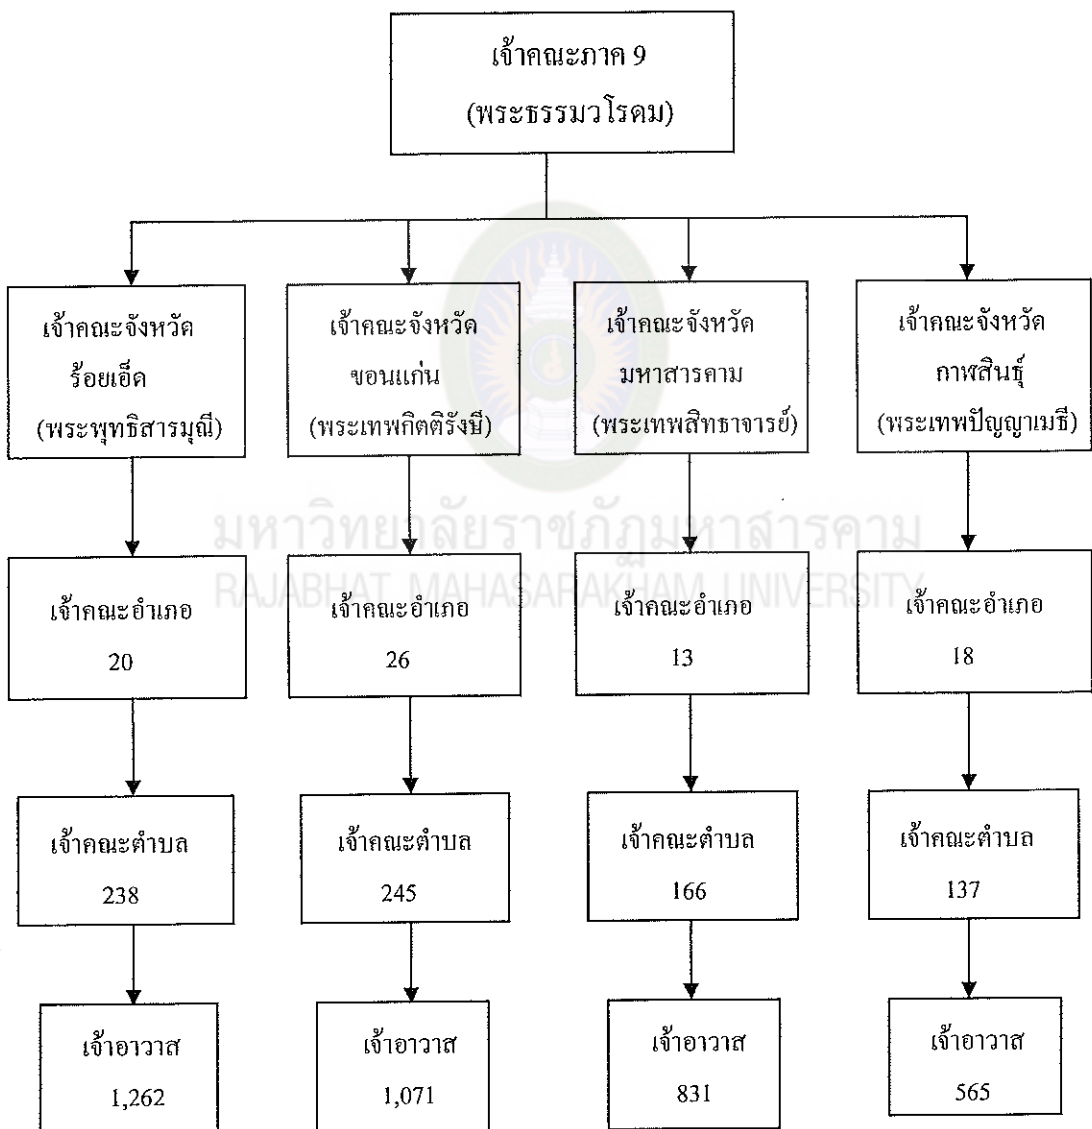 เจ้าคณะภาค 9
(พระธรรมวโรดม)
เจ้าคณะจังหวัด
ร้อยเอ็ด
(พระพุทธิสารมุณี)
เจ้าคณะจังหวัด
ขอนแก่น
(พระเทพกิตติรังษี)
เจ้าคณะจังหวัด
มหาสารคาม
(พระเทพสิทธาจารย์)
เจ้าคณะจังหวัด
กาฬสินธุ์
(พระเทพปัญญาเมธี)
มหาวิทยาลัยราชภัฏมหาสารคาม
RAJABHAT MAHASARAKHAM UNIVERSITY
เจ้าคณะอำเภอ
20
เจ้าคณะอำเภอ
26
เจ้าคณะอำเภอ
13
เจ้าคณะอำเภอ
18
เจ้าคณะตำบล
238
เจ้าคณะตำบล
245
เจ้าคณะตำบล
166
เจ้าคณะตำบล
137
เจ้าอาวาส
1,262
เจ้าอาวาส
1,071
เจ้าอาวาส
831
เจ้าอาวาส
565